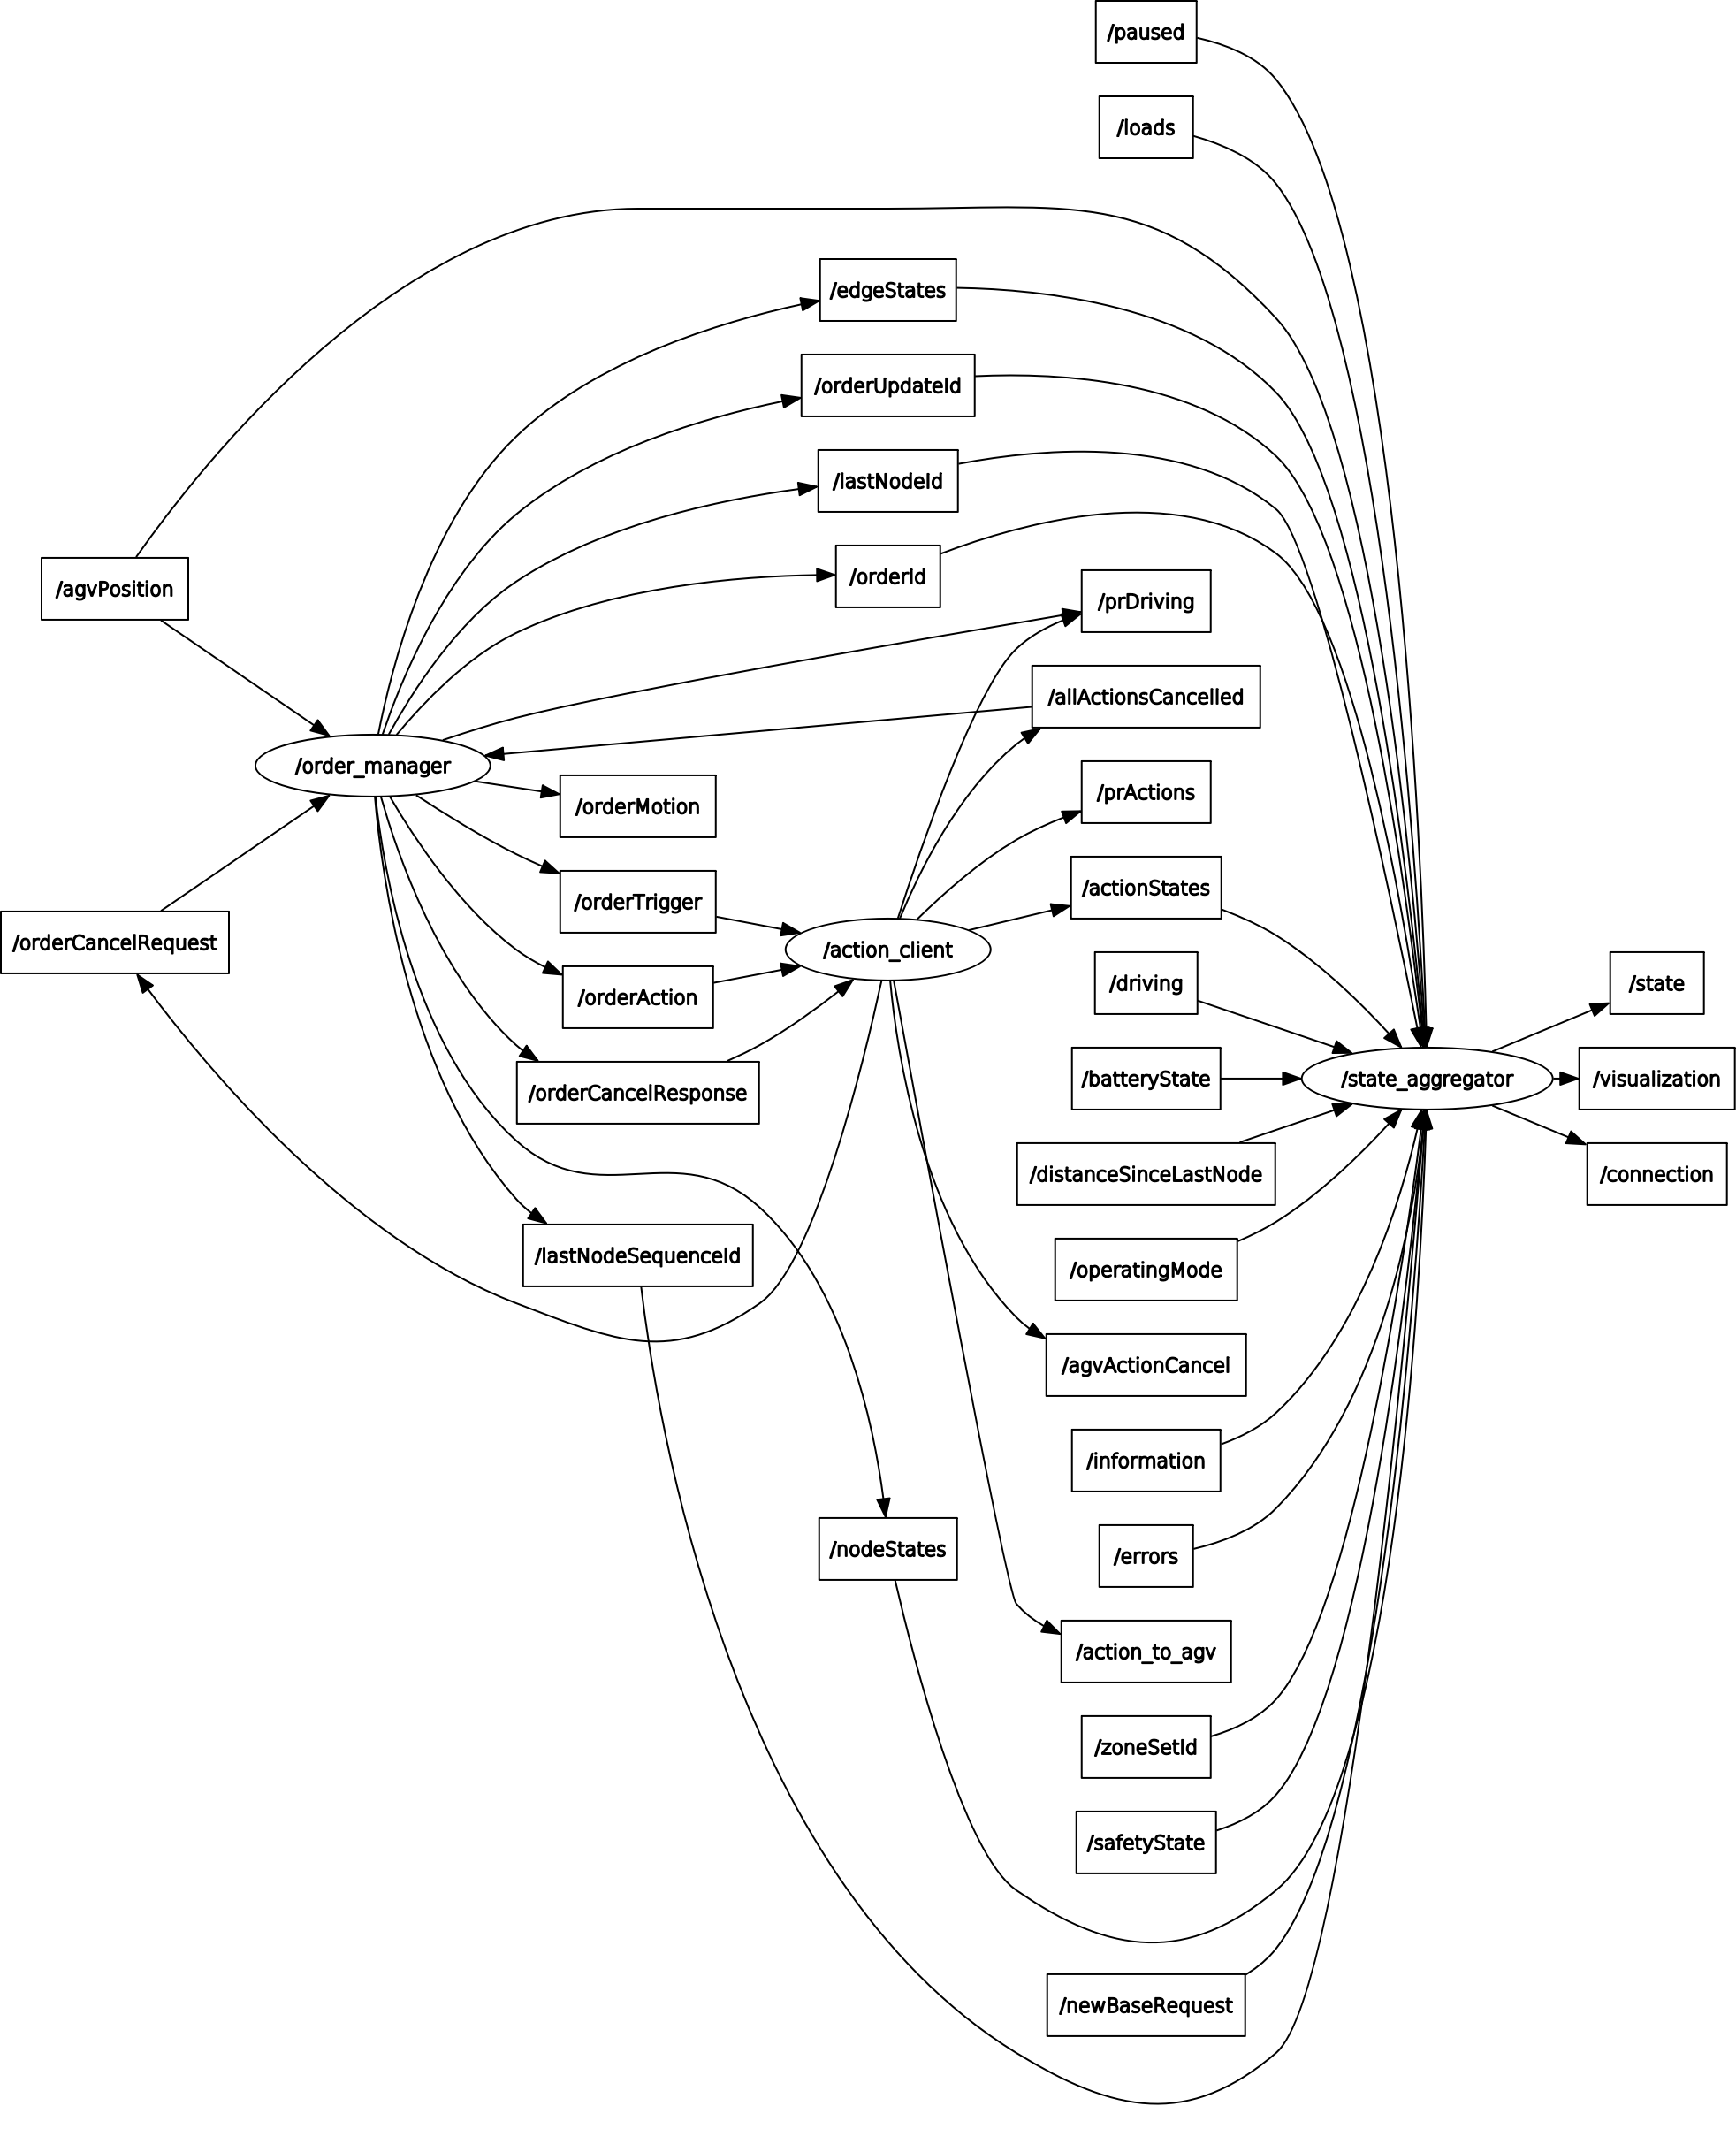 /paused
/loads
/edgeStates
/orderUpdateId
/lastNodeId
/orderId
/agvPosition
/prDriving
/allActionsCancelled
/order_manager
/prActions
/orderMotion
/actionStates
/orderTrigger
/orderCancelRequest
/action_client
/driving
/state
/orderAction
/batteryState
/state_aggregator
/visualization
/orderCancelResponse
/distanceSinceLastNode
/connection
/lastNodeSequenceId
/operatingMode
/agvActionCancel
/information
/nodeStates
/errors
/action_to_agv
/zoneSetId
/safetyState
/newBaseRequest